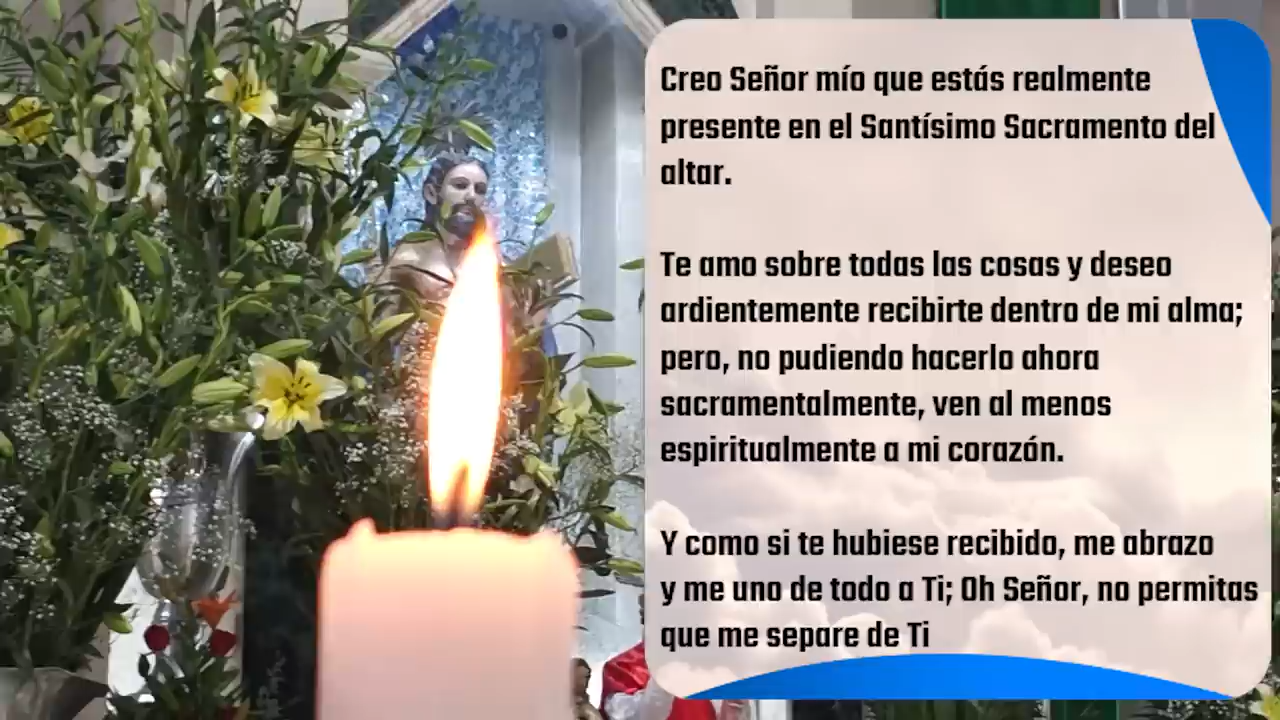 Creo Señor mío que estás realmente
presente en el Santísimo Sacramento del
altar.
Te amo sobre todas las cosas y deseo
ardientemente recibirte dentro de mi alma;
pero, no pudiendo hacerlo ahora
sacramentalmente, ven al menos
espiritualmente a mi corazón.
Y como si te hubiese recibido, me abrazo
y me uno de todo a Ti; Oh Señor, no permitas
que me separe de Ti